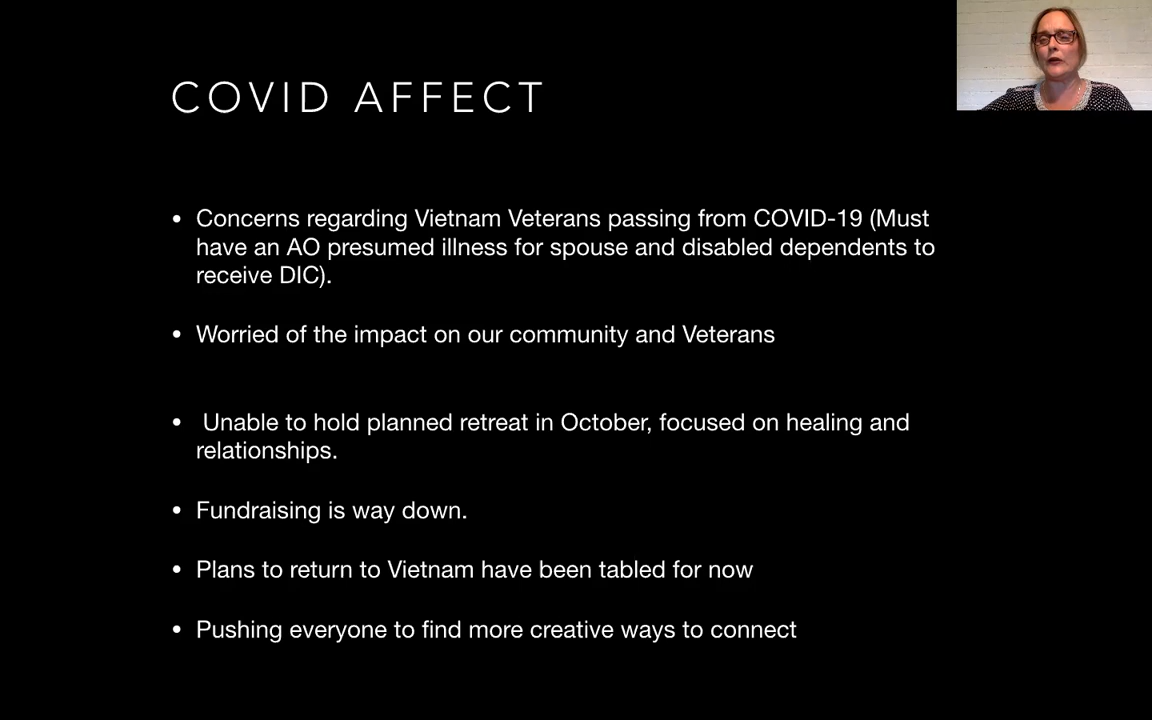 COVID AFFECT
• Concerns regarding Vietnam Veterans passing from COVID-19 (Must
have an AO presumed illness for spouse and disabled dependents to
receive DIC).
• Worried of the impact on our community and Veterans
• Unable to hold planned retreat in October, focused on healing and
relationships.
• Fundraising is way down.
• Plans to return to Vietnam have been tabled for now
• Pushing everyone to find more creative ways to connect